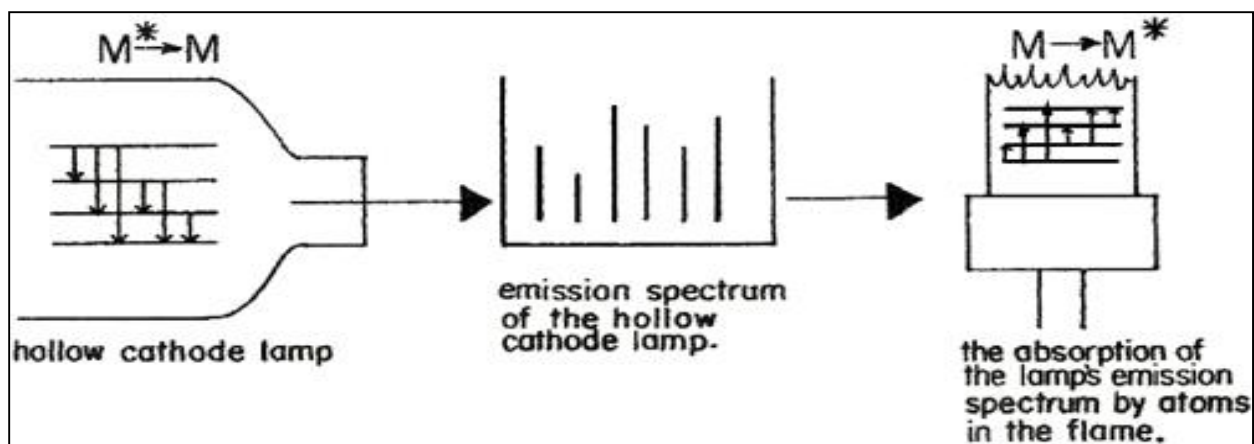 M* → M
M → M*
hollow cathode lamp
emission spectrum
of the hollow
cathode lamp.
the absorption of
the lamp's emission
spectrum by atoms
in the flame.